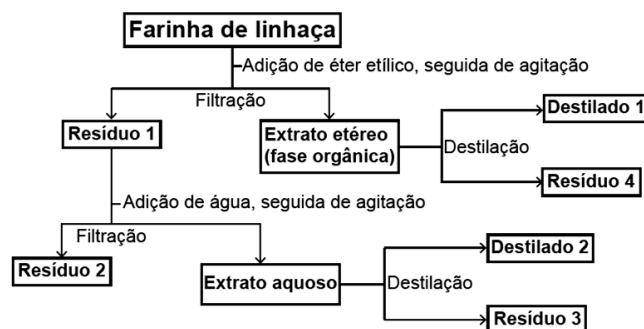 Farinha de linhaça
Adição de éter etílico, seguida de agitação
Filtração
Resíduo 1
Extrato etéreo
(fase orgânica)
Destilação
Destilado 1
Resíduo 4
Adição de água, seguida de agitação
Filtração
Resíduo 2
Extrato aquoso
Destilação
Destilado 2
Resíduo 3